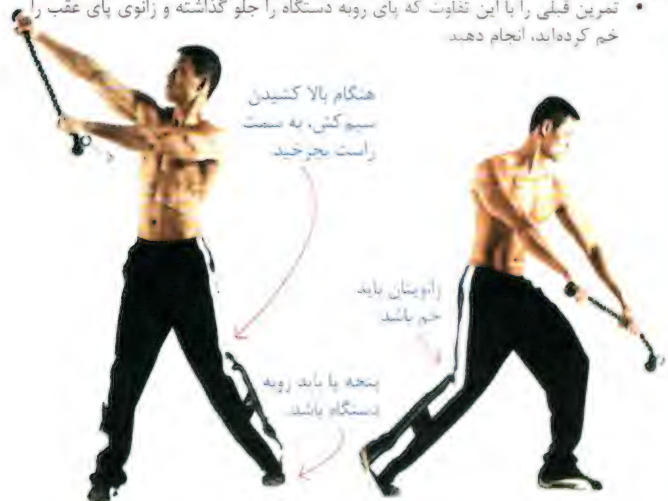 • تمرین قبلی را با این تفاوت که پای روبه دستگاه را جلو گذاشته و زانوی پای عقب را
خم کرده‌اید، انجام دهید
هنگام بالا کشیدن
سیم‌کش، به سمت
راست بچرخید
زانویتان باید
خم باشد
پنجه پا باید روبه
دستگاه باشد.